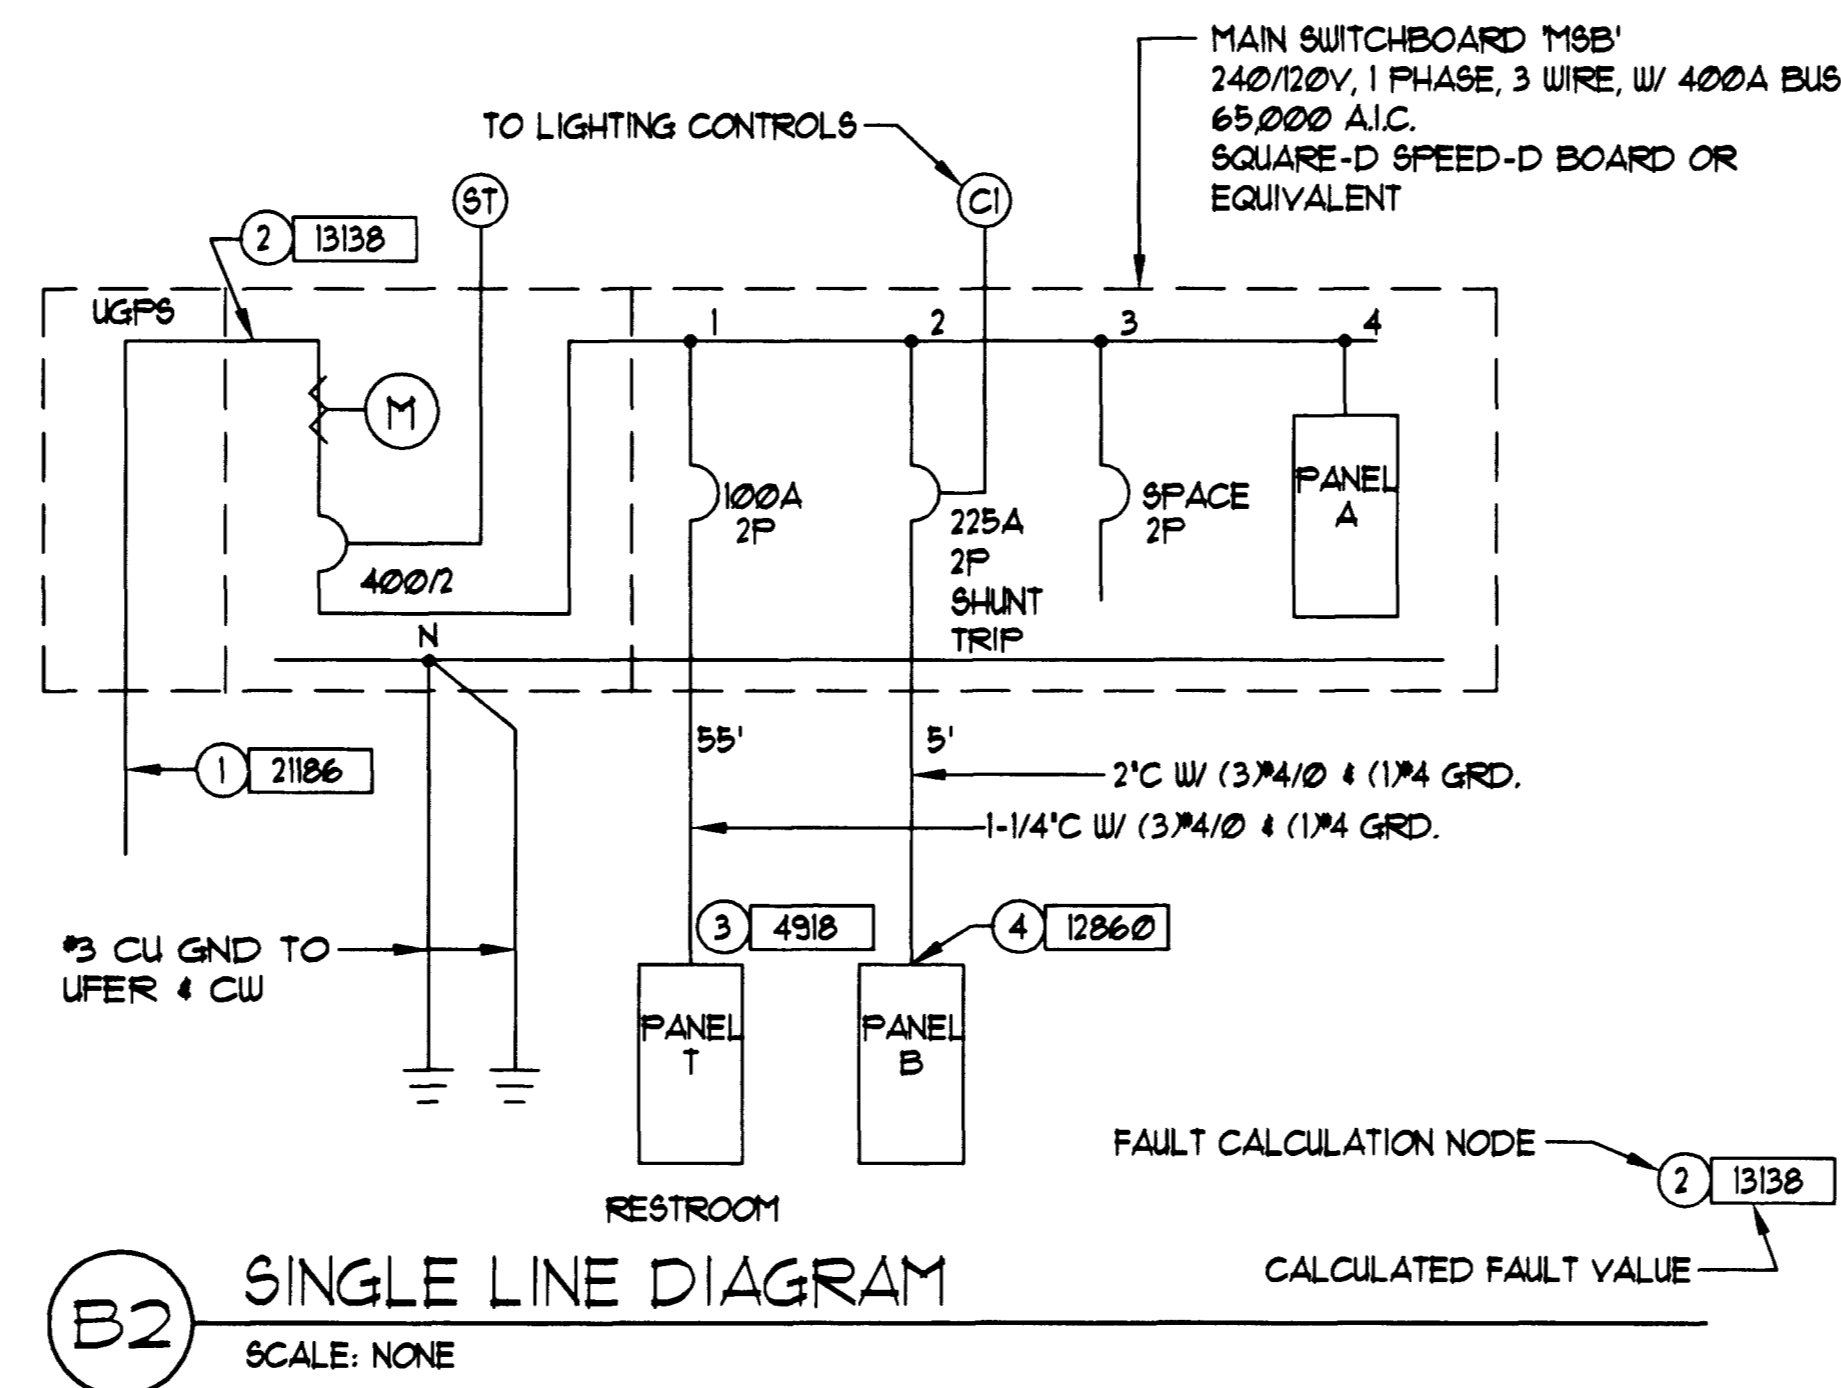 MAIN SWITCHBOARD 'MSB'
240/120V, 1 PHASE, 3 WIRE, W/ 400A BUS
65,000 A.I.C.
SQUARE-D SPEED-D BOARD OR
EQUIVALENT
TO LIGHTING CONTROLS
ST
C1
2 13138
UGPS
1
2
3
4
M
100A
2P
225A
2P
SHUNT
TRIP
SPACE
2P
PANEL
A
400/2
N
55'
5'
1 21186
2"C W/ (3)#4/0 & (1)#4 GRD.
1-1/4"C W/ (3)#4/0 & (1)#4 GRD.
3 4918
4 12860
#3 CU GND TO
UFER & CW
PANEL
T
PANEL
B
RESTROOM
FAULT CALCULATION NODE
2 13138
CALCULATED FAULT VALUE
B2
SINGLE LINE DIAGRAM
SCALE: NONE